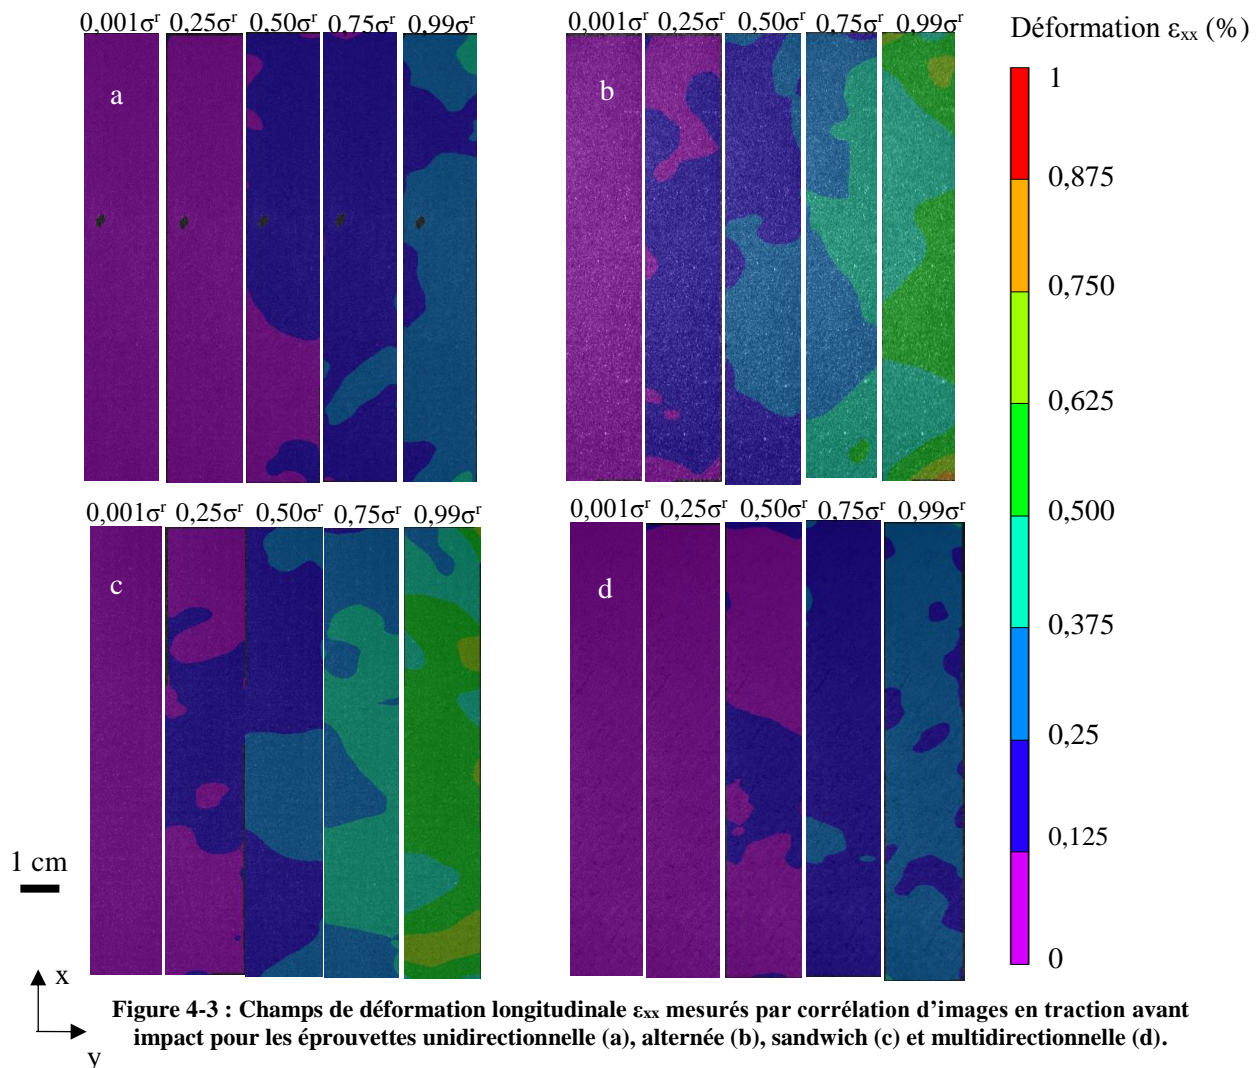 0,001σʳ 0,25σʳ 0,50σʳ 0,75σʳ 0,99σʳ
a
0,001σʳ 0,25σʳ 0,50σʳ 0,75σʳ 0,99σʳ
b
Déformation εxx (%)
1
0,875
0,750
0,625
0,500
0,375
0,25
0,125
0
0,001σʳ 0,25σʳ 0,50σʳ 0,75σʳ 0,99σʳ
c
0,001σʳ 0,25σʳ 0,50σʳ 0,75σʳ 0,99σʳ
d
1 cm
x
y
Figure 4-3 : Champs de déformation longitudinale εxx mesurés par corrélation d’images en traction avant
impact pour les éprouvettes unidirectionnelle (a), alternée (b), sandwich (c) et multidirectionnelle (d).